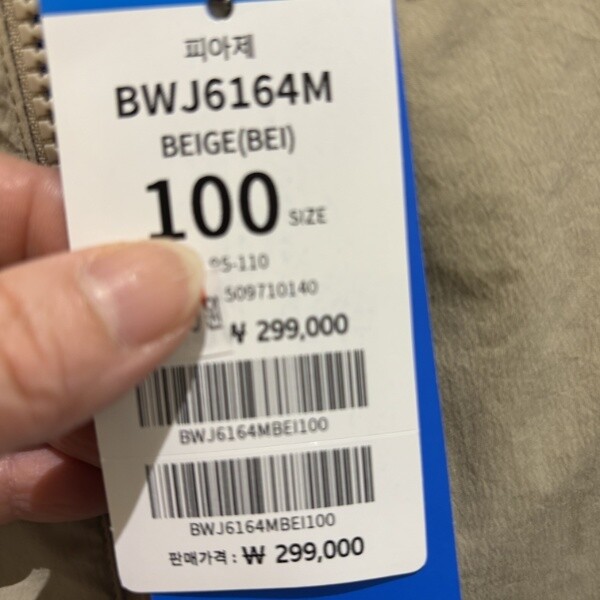 피아제
BWJ6164M
BEIGE(BEI)
100 SIZE
95-110
509710140
₩ 299,000
BWJ6164MBEI100
BWJ6164MBEI100
판매가격 : ₩ 299,000